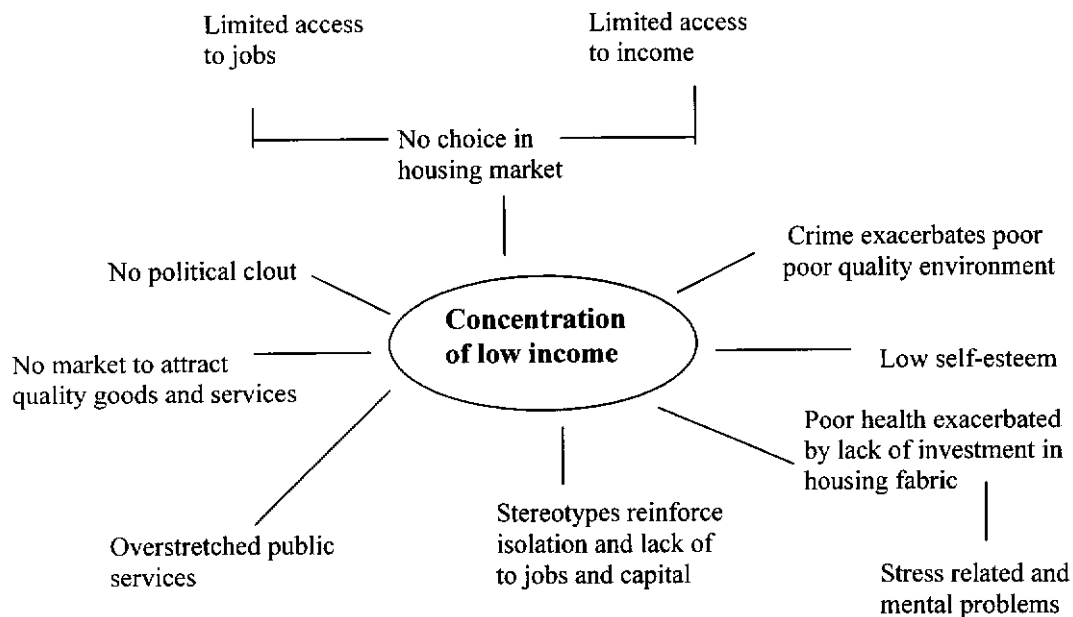 Limited access
to jobs
Limited access
to income
No choice in
housing market
Crime exacerbates poor
poor quality environment
No political clout
Concentration
of low income
No market to attract
quality goods and services
Low self-esteem
Poor health exacerbated
by lack of investment in
housing fabric
Overstretched public
services
Stereotypes reinforce
isolation and lack of
to jobs and capital
Stress related and
mental problems